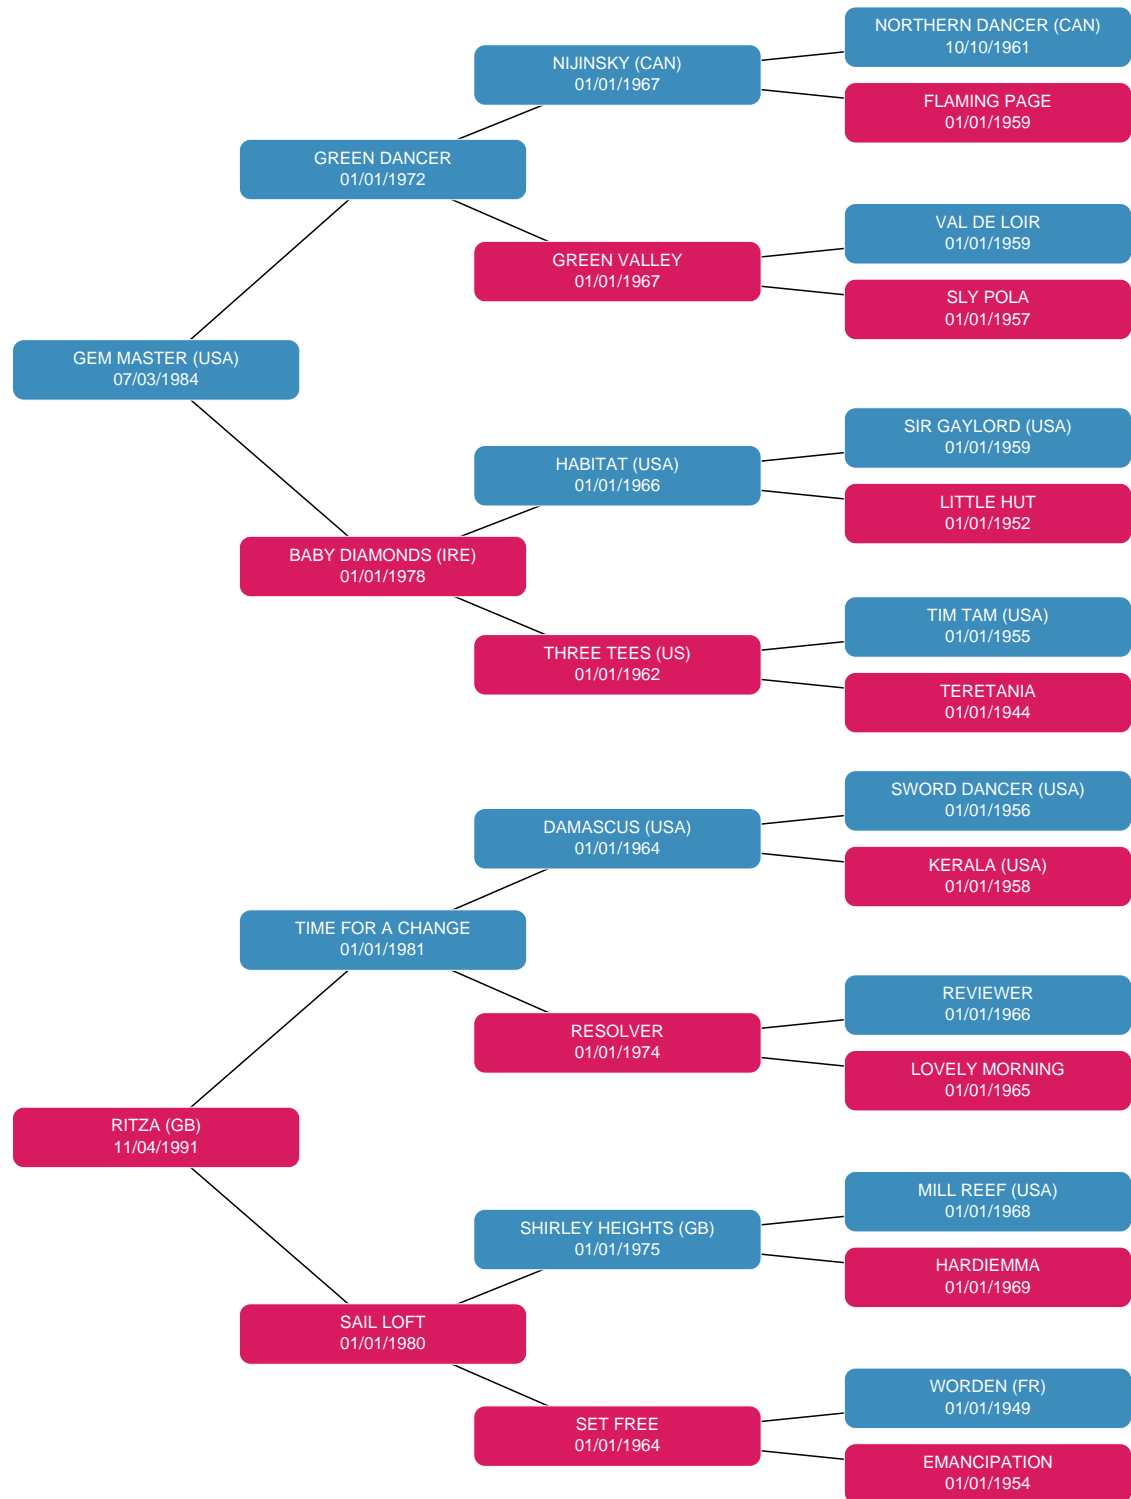 NORTHERN DANCER (CAN)
10/10/1961
NIJINSKY (CAN)
01/01/1967
FLAMING PAGE
01/01/1959
GREEN DANCER
01/01/1972
VAL DE LOIR
01/01/1959
GREEN VALLEY
01/01/1967
SLY POLA
01/01/1957
GEM MASTER (USA)
07/03/1984
SIR GAYLORD (USA)
01/01/1959
HABITAT (USA)
01/01/1966
LITTLE HUT
01/01/1952
BABY DIAMONDS (IRE)
01/01/1978
TIM TAM (USA)
01/01/1955
THREE TEES (US)
01/01/1962
TERETANIA
01/01/1944
SWORD DANCER (USA)
01/01/1956
DAMASCUS (USA)
01/01/1964
KERALA (USA)
01/01/1958
TIME FOR A CHANGE
01/01/1981
REVIEWER
01/01/1966
RESOLVER
01/01/1974
LOVELY MORNING
01/01/1965
RITZA (GB)
11/04/1991
MILL REEF (USA)
01/01/1968
SHIRLEY HEIGHTS (GB)
01/01/1975
HARDIEMMA
01/01/1969
SAIL LOFT
01/01/1980
WORDEN (FR)
01/01/1949
SET FREE
01/01/1964
EMANCIPATION
01/01/1954